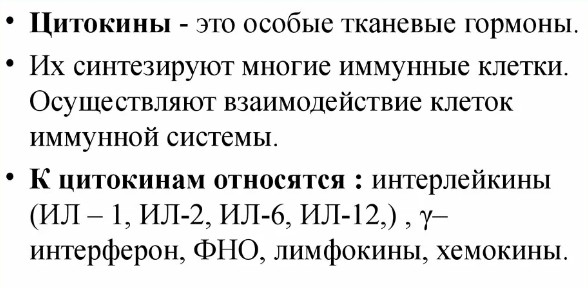 • Цитокины - это особые тканевые гормоны.
• Их синтезируют многие иммунные клетки.
Осуществляют взаимодействие клеток
иммунной системы.
• К цитокинам относятся : интерлейкины
(ИЛ – 1, ИЛ-2, ИЛ-6, ИЛ-12,) , γ–
интерферон, ФНО, лимфокины, хемокины.